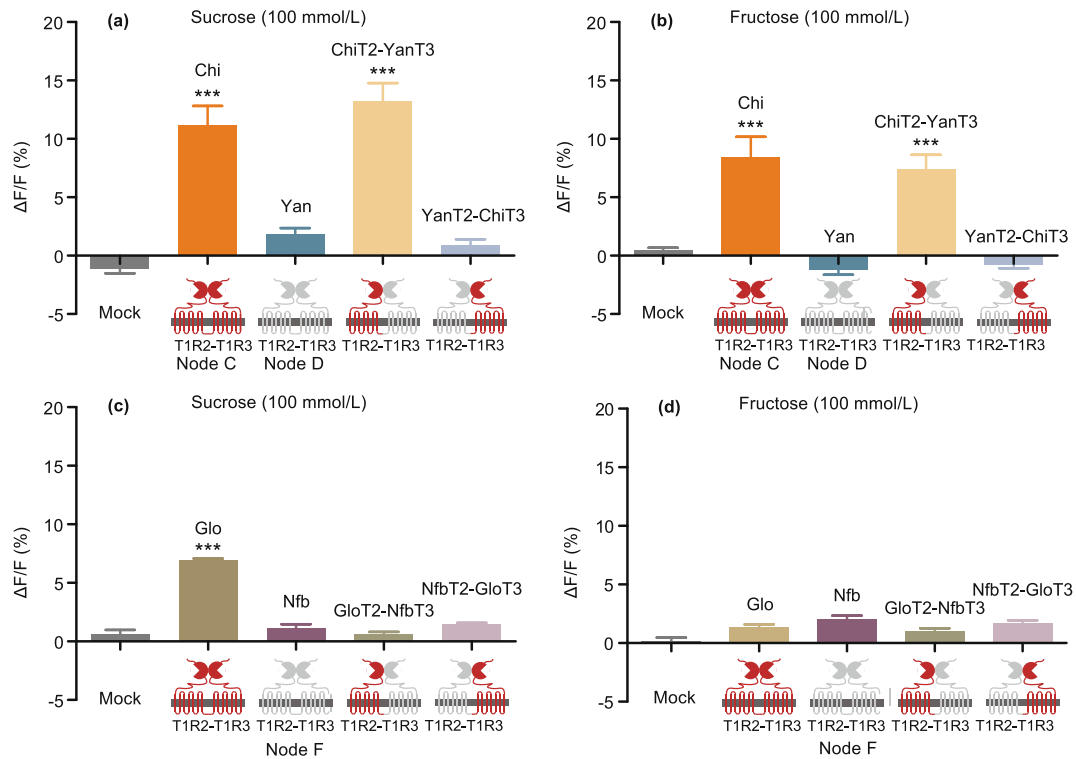 (a) Sucrose (100 mmol/L)
20
15
10
5
0
-5
ΔF/F (%)
Chi
***
Yan
ChiT2-YanT3
***
YanT2-ChiT3
Mock
T1R2-T1R3 T1R2-T1R3 T1R2-T1R3 T1R2-T1R3
Node C Node D
(b) Fructose (100 mmol/L)
20
15
10
5
0
-5
ΔF/F (%)
Chi
***
Yan
ChiT2-YanT3
***
YanT2-ChiT3
Mock
T1R2-T1R3 T1R2-T1R3 T1R2-T1R3 T1R2-T1R3
Node C Node D
(c) Sucrose (100 mmol/L)
20
15
10
5
0
-5
ΔF/F (%)
Glo
***
Nfb
GloT2-NfbT3
NfbT2-GloT3
Mock
T1R2-T1R3 T1R2-T1R3 T1R2-T1R3 T1R2-T1R3
Node F
(d) Fructose (100 mmol/L)
20
15
10
5
0
-5
ΔF/F (%)
Glo
Nfb
GloT2-NfbT3
NfbT2-GloT3
Mock
T1R2-T1R3 T1R2-T1R3 T1R2-T1R3 T1R2-T1R3
Node F